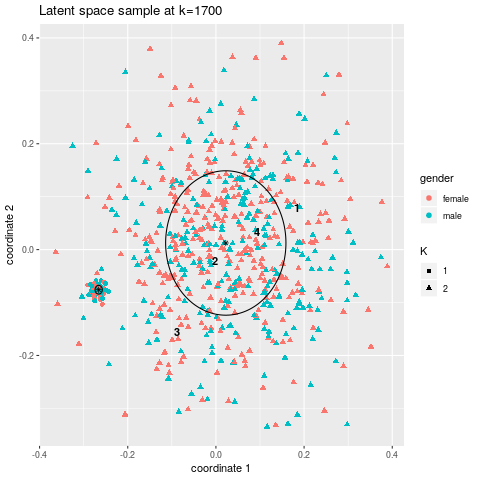 Latent space sample at k=1700
0.4
0.2
0.0
-0.2
-0.4
-0.2
0.0
0.2
0.4
coordinate 1
coordinate 2
1
4
2
3
gender
female
male
K
1
2